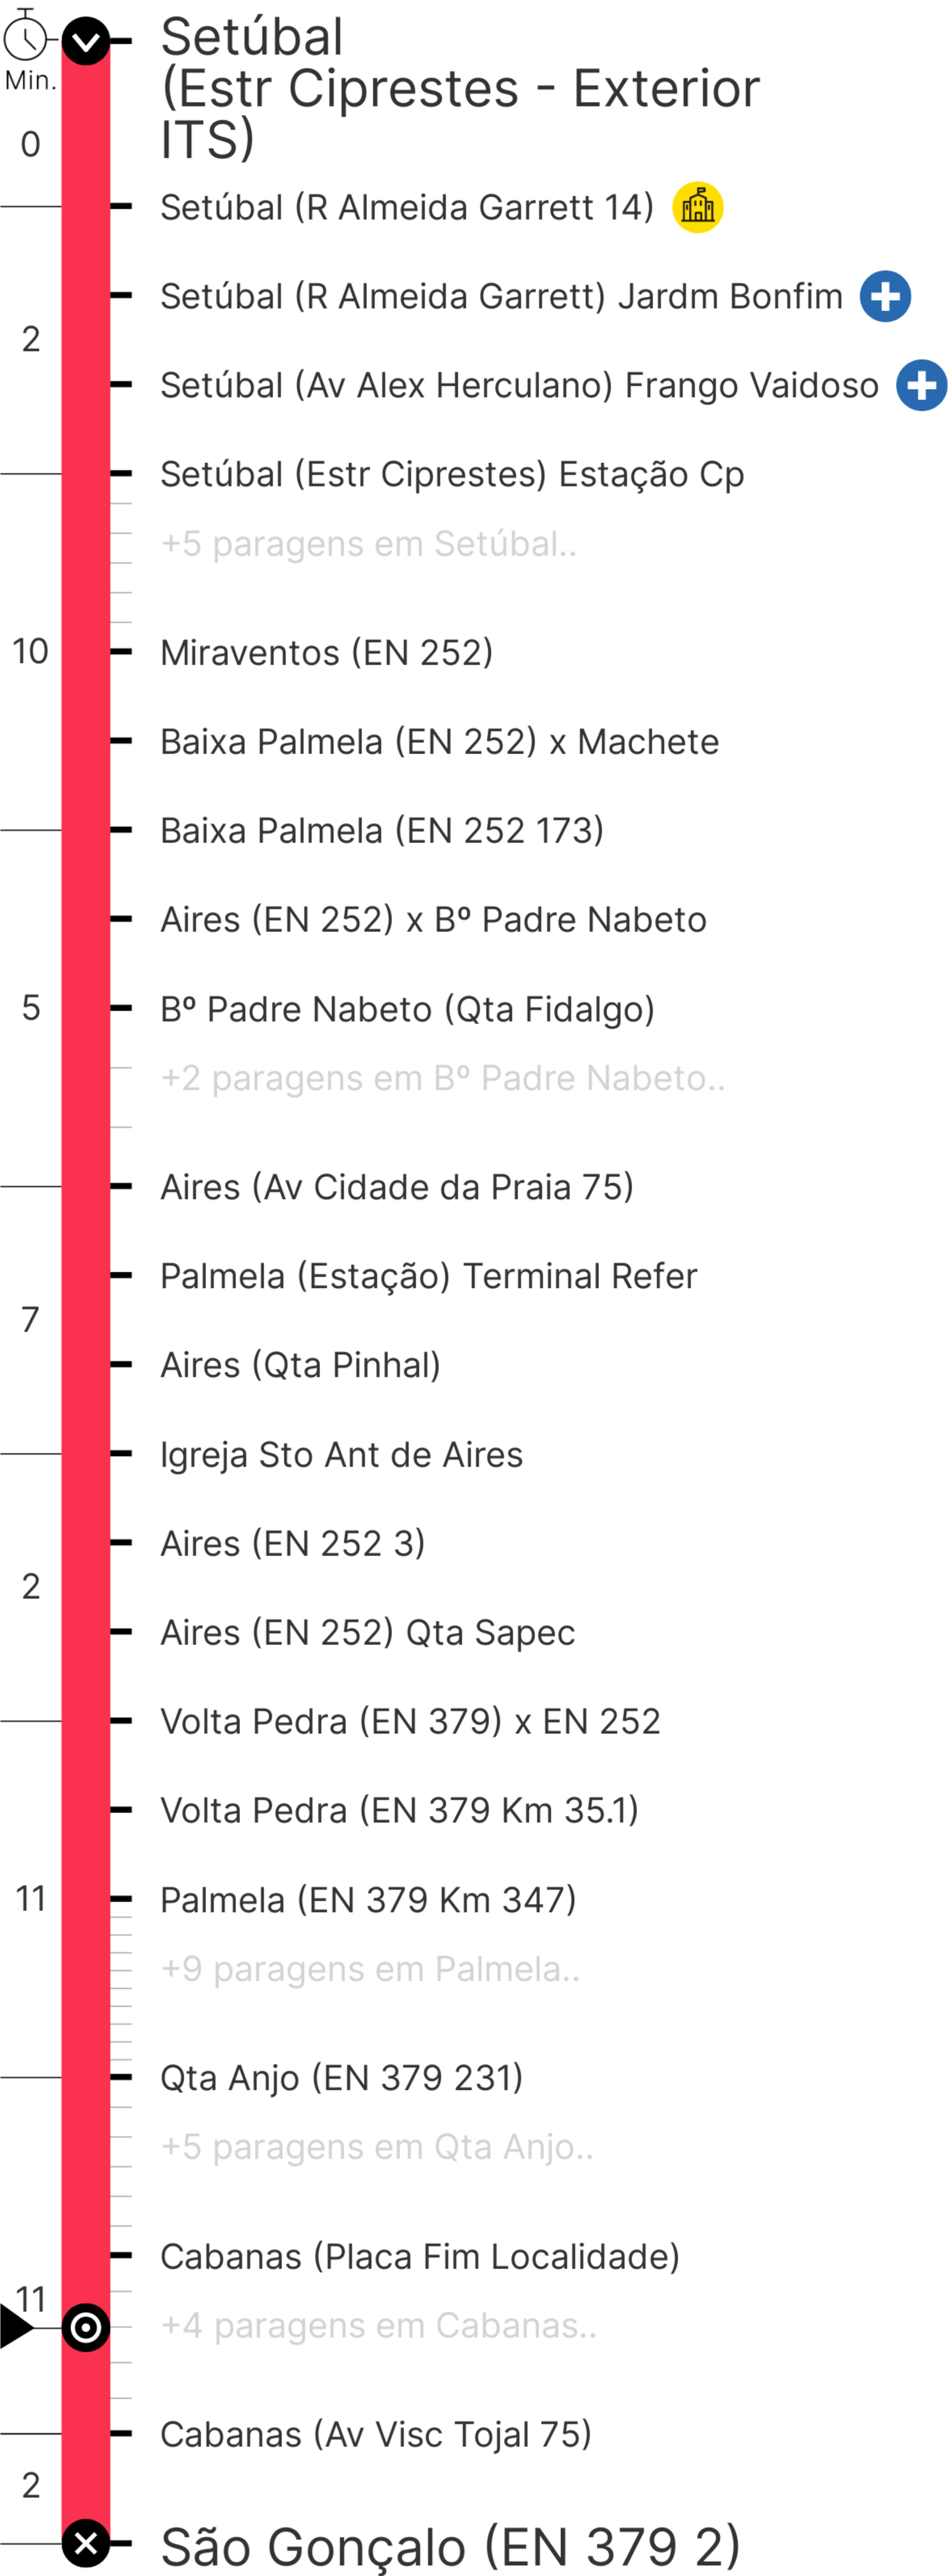 Setúbal
(Estr Ciprestes - Exterior
ITS)
Min.
0
Setúbal (R Almeida Garrett 14)
Setúbal (R Almeida Garrett) Jardm Bonfim
2
Setúbal (Av Alex Herculano) Frango Vaidoso
Setúbal (Estr Ciprestes) Estação Cp
+5 paragens em Setúbal..
10
Miraventos (EN 252)
Baixa Palmela (EN 252) x Machete
Baixa Palmela (EN 252 173)
Aires (EN 252) x Bº Padre Nabeto
5
Bº Padre Nabeto (Qta Fidalgo)
+2 paragens em Bº Padre Nabeto..
Aires (Av Cidade da Praia 75)
Palmela (Estação) Terminal Refer
7
Aires (Qta Pinhal)
Igreja Sto Ant de Aires
Aires (EN 252 3)
2
Aires (EN 252) Qta Sapec
Volta Pedra (EN 379) x EN 252
Volta Pedra (EN 379 Km 35.1)
11
Palmela (EN 379 Km 347)
+9 paragens em Palmela..
Qta Anjo (EN 379 231)
+5 paragens em Qta Anjo..
Cabanas (Placa Fim Localidade)
11
+4 paragens em Cabanas..
Cabanas (Av Visc Tojal 75)
2
São Gonçalo (EN 379 2)